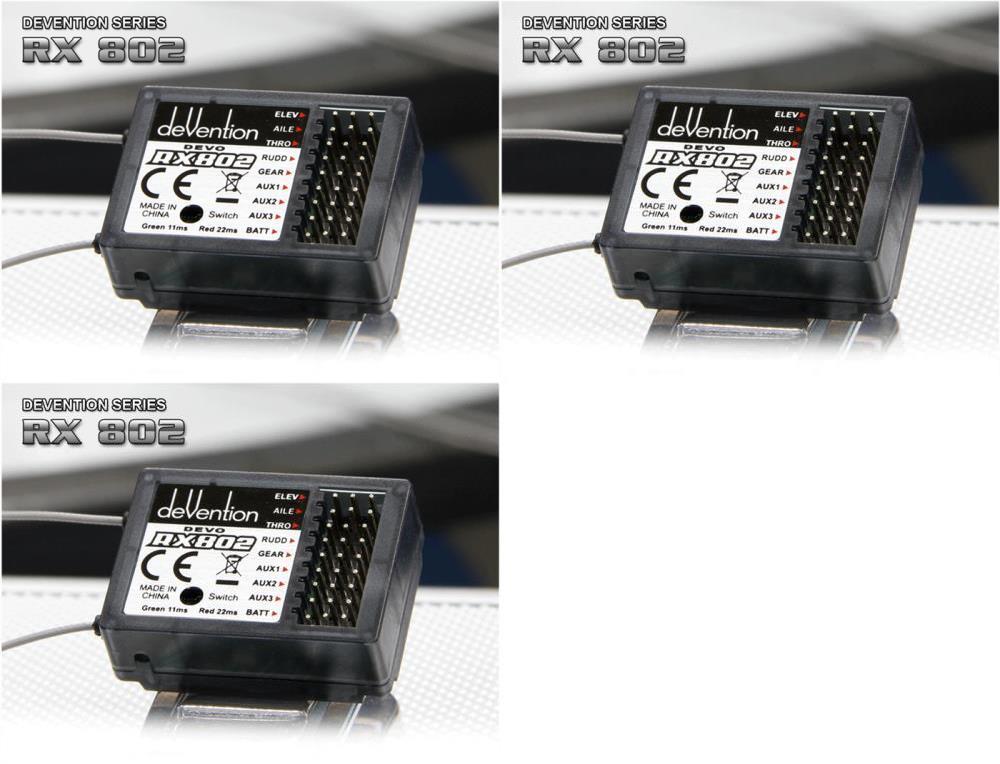 DEVENTION SERIES
RX 802
deVention
DEVO
RX802
CE
MADE IN
CHINA
Switch
Green 11ms Red 22ms
ELEV
AILE
THRO
RUDD
GEAR
AUX1
AUX2
AUX3
BATT
DEVENTION SERIES
RX 802
deVention
DEVO
RX802
CE
MADE IN
CHINA
Switch
Green 11ms Red 22ms
ELEV
AILE
THRO
RUDD
GEAR
AUX1
AUX2
AUX3
BATT
DEVENTION SERIES
RX 802
deVention
DEVO
RX802
CE
MADE IN
CHINA
Switch
Green 11ms Red 22ms
ELEV
AILE
THRO
RUDD
GEAR
AUX1
AUX2
AUX3
BATT